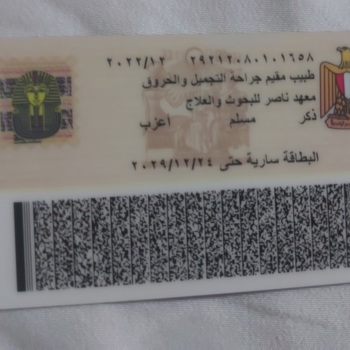 ٢٩٢١٢٠٨٠١٠١٦٥٨ ٢٠٢٢/١٢
طبيب مقيم جراحة التجميل والحروق
معهد ناصر للبحوث والعلاج
ذكر مسلم أعزب
البطاقة سارية حتى ٢٠٢٩/١٢/٢٤